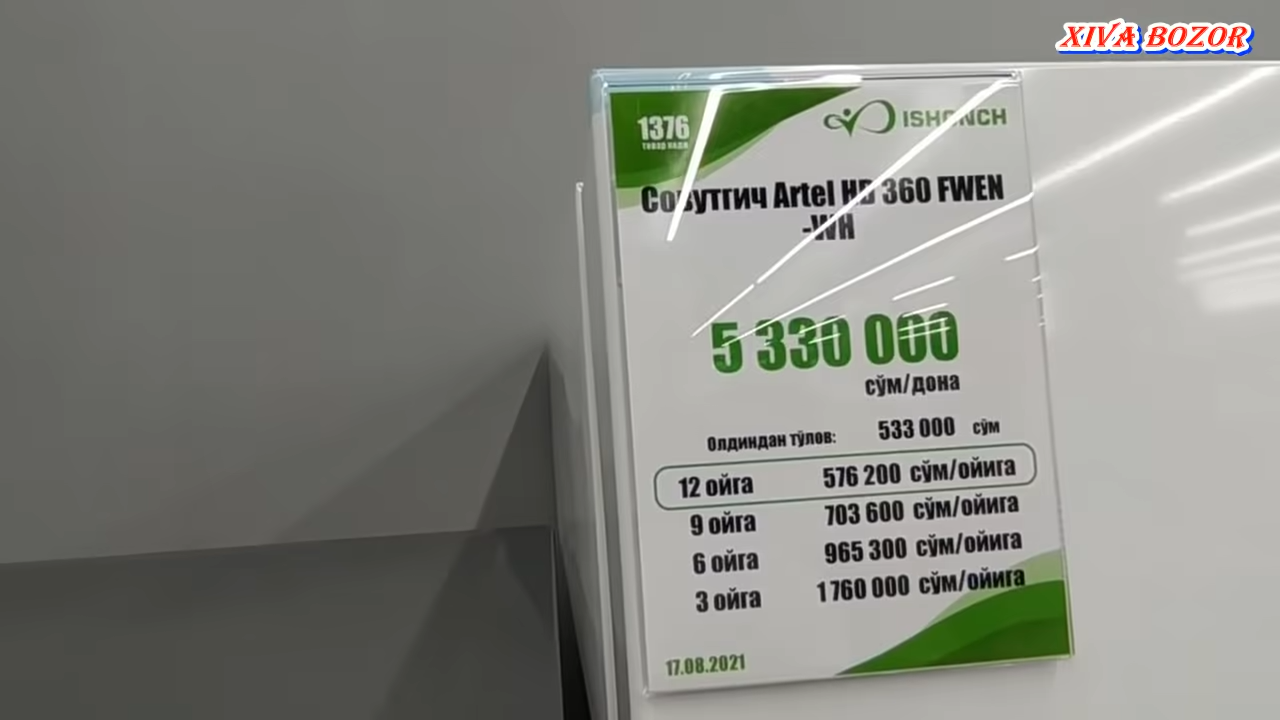 XIVA BOZOR
1376
товар коди
ISHONCH
Совутгич Artel HD 360 FWEN
-WH
5 330 000
сўм/дона
Олдиндан тўлов: 533 000 сўм
12 ойга 576 200 сўм/ойига
9 ойга 703 600 сўм/ойига
6 ойга 965 300 сўм/ойига
3 ойга 1 760 000 сўм/ойига
17.08.2021